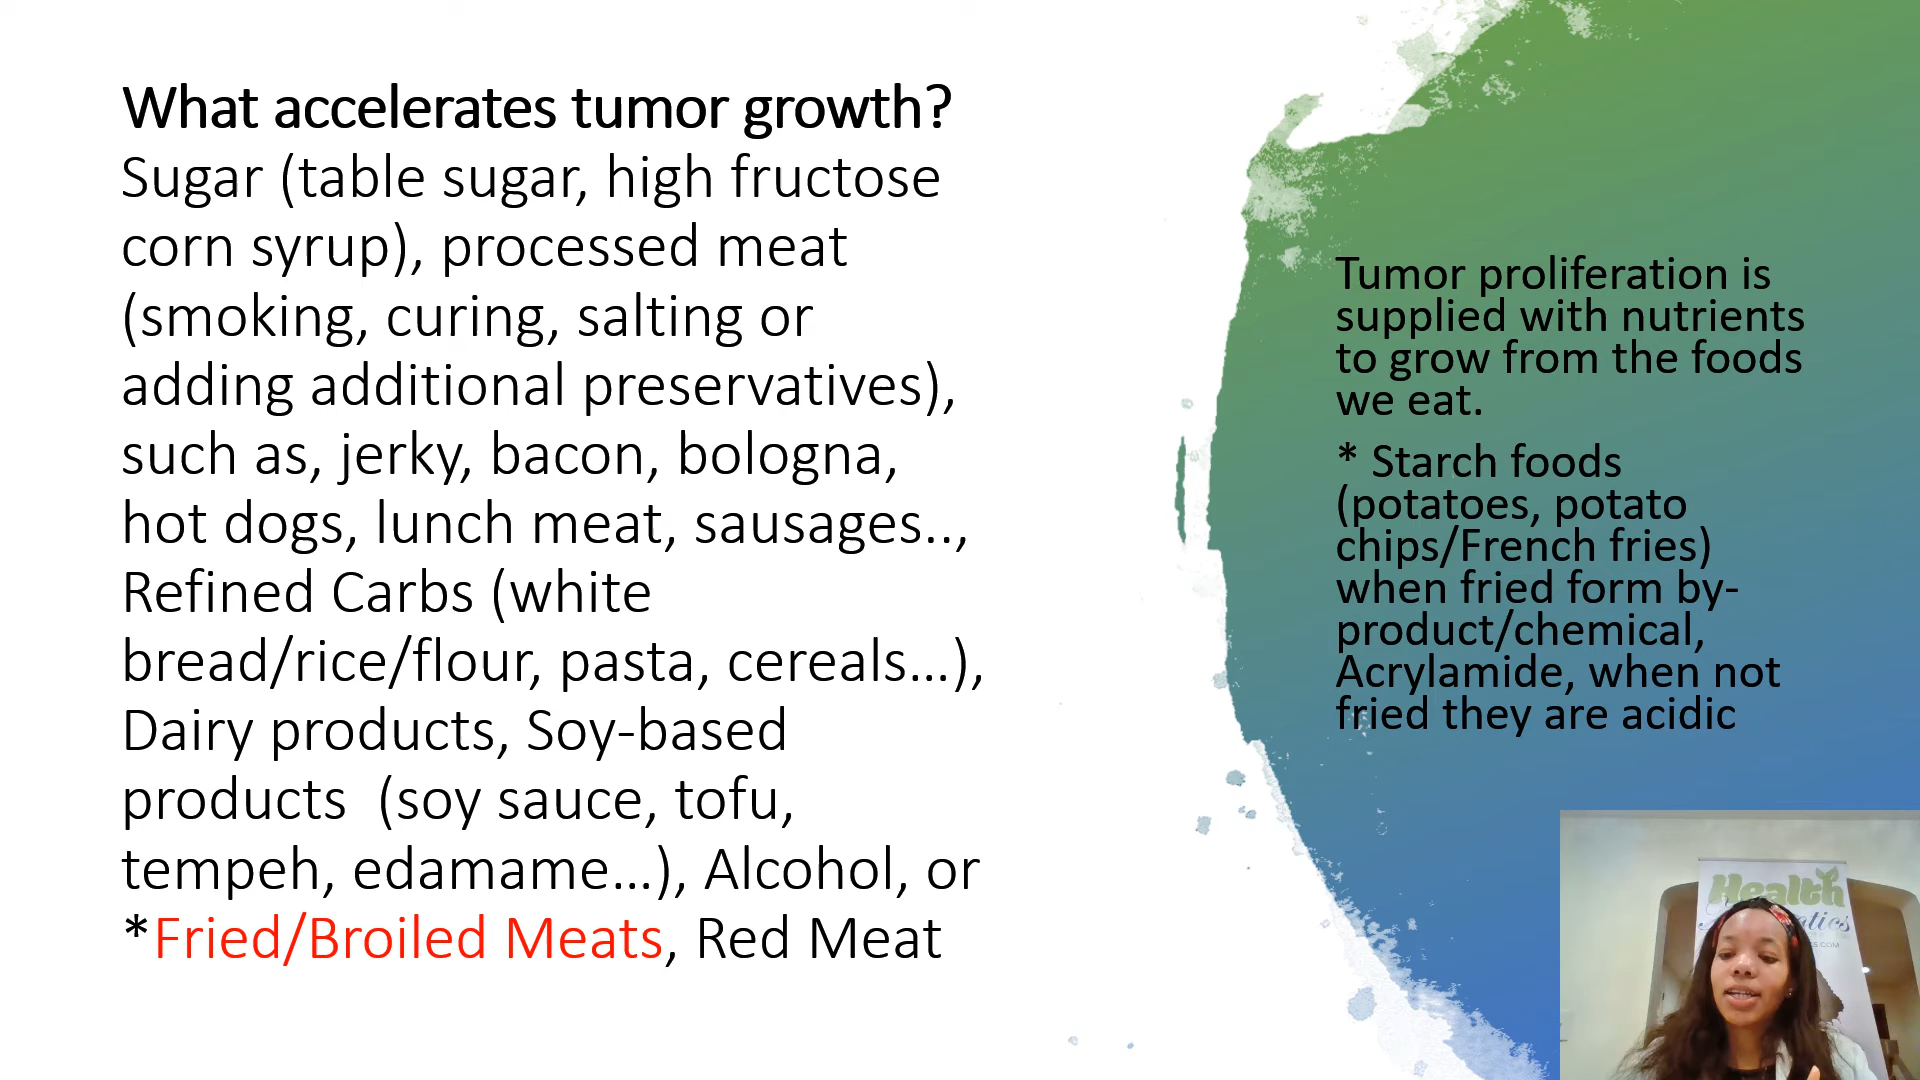 What accelerates tumor growth?
Sugar (table sugar, high fructose
corn syrup), processed meat
(smoking, curing, salting or
adding additional preservatives),
such as, jerky, bacon, bologna,
hot dogs, lunch meat, sausages..,
Refined Carbs (white
bread/rice/flour, pasta, cereals...),
Dairy products, Soy-based
products  (soy sauce, tofu,
tempeh, edamame...), Alcohol, or
*Fried/Broiled Meats, Red Meat
Tumor proliferation is
supplied with nutrients
to grow from the foods
we eat.
* Starch foods
(potatoes, potato
chips/French fries)
when fried form by-
product/chemical,
Acrylamide, when not
fried they are acidic
Health